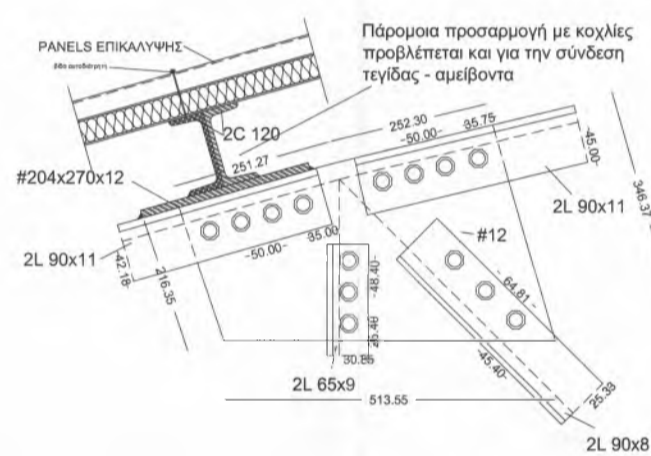 Πάρομοια προσαρμογή με κοχλίες
προβλέπεται και για την σύνδεση
τεγίδας - αμείβοντα
PANELS ΕΠΙΚΑΛΥΨΗΣ
βίδα αυτοδιάτρητη
2C 120
252.30
-50.00-
35.75
-45.00-
251.27
346.37
#204x270x12
2L 90x11
2L 90x11
-50.00-
35.00
-42.18-
216.35
#12
-64.81-
-48.40-
25.40
30.85
-45.40-
25.33
2L 65x9
513.55
2L 90x8